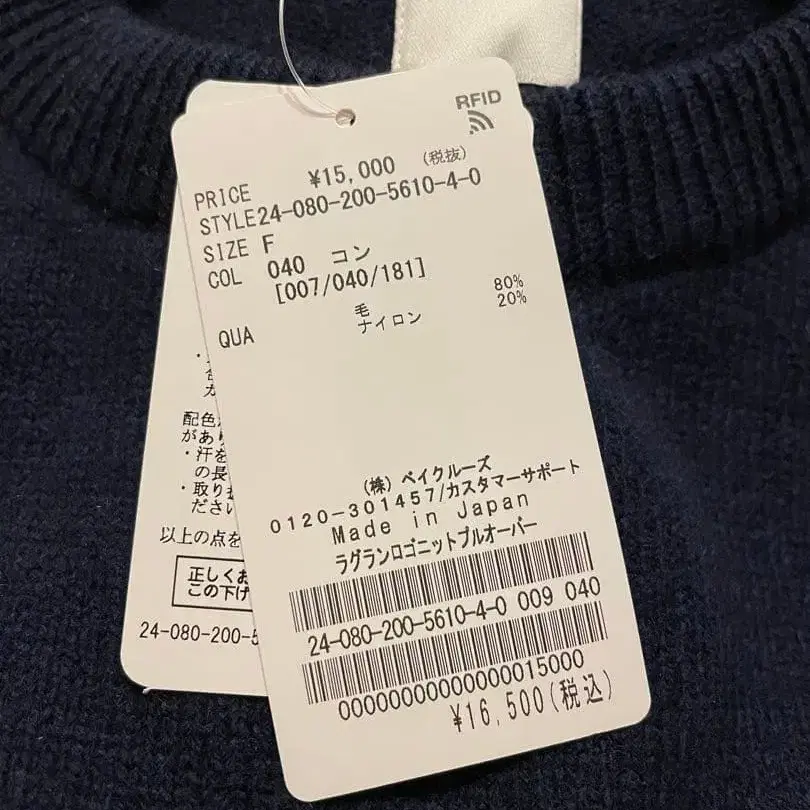 RFID
PRICE ¥15,000 (税抜)
STYLE24-080-200-5610-4-0
SIZE F
COL 040 コン
[007/040/181]
QUA 毛 80%
ナイロン 20%
(株) ベイクルーズ
0120-301457/カスタマーサポート
Made in Japan
ラグランロゴニットプルオーバー
24-080-200-5610-4-0 009 040
00000000000000015000
¥16,500(税込)
配色
があり
・汗を
の長
・取り扱
ださい
以上の点を
正しくお
この下げ
24-080-200-5